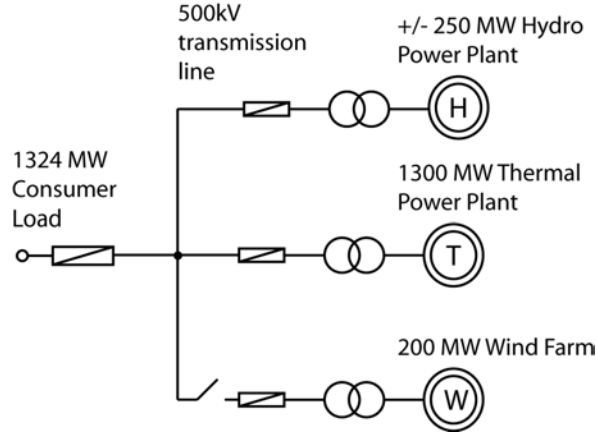 500kV
transmission
line
+/- 250 MW Hydro
Power Plant
H
1324 MW
Consumer
Load
1300 MW Thermal
Power Plant
T
200 MW Wind Farm
W